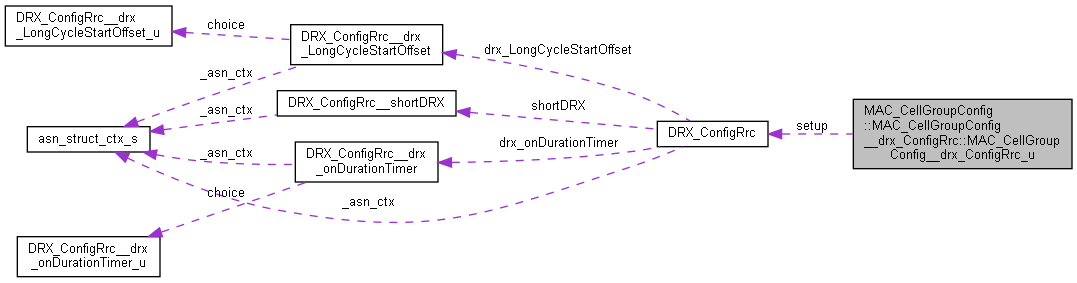 DRX_ConfigRrc__drx
_LongCycleStartOffset_u
choice
DRX_ConfigRrc__drx
_LongCycleStartOffset
drx_LongCycleStartOffset
_asn_ctx
_asn_ctx
DRX_ConfigRrc__shortDRX
shortDRX
asn_struct_ctx_s
_asn_ctx
DRX_ConfigRrc__drx
_onDurationTimer
drx_onDurationTimer
DRX_ConfigRrc
setup
MAC_CellGroupConfig
::MAC_CellGroupConfig
__drx_ConfigRrc::MAC_CellGroup
Config__drx_ConfigRrc_u
choice
_asn_ctx
DRX_ConfigRrc__drx
_onDurationTimer_u